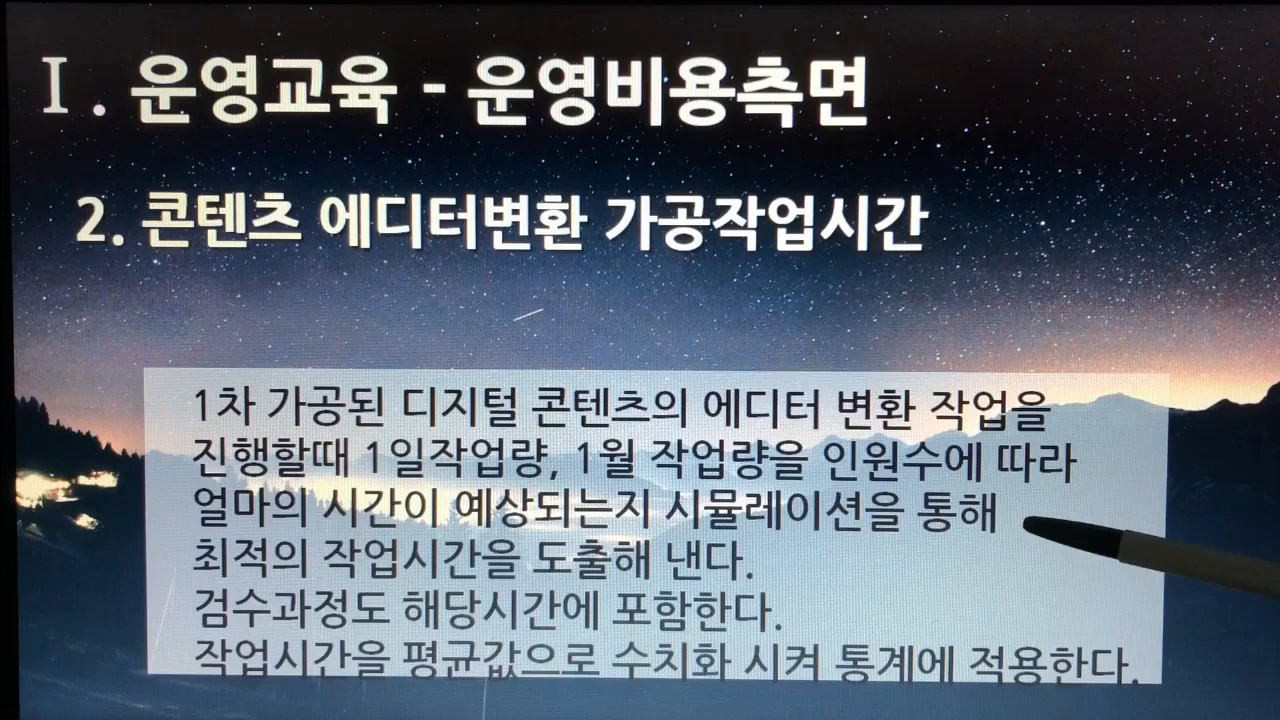 Ⅰ. 운영교육 - 운영비용측면
2. 콘텐츠 에디터변환 가공작업시간
1차 가공된 디지털 콘텐츠의 에디터 변환 작업을
진행할때 1일작업량, 1월 작업량을 인원수에 따라
얼마의 시간이 예상되는지 시뮬레이션을 통해
최적의 작업시간을 도출해 낸다.
검수과정도 해당시간에 포함한다.
작업시간을 평균값으로 수치화 시켜 통계에 적용한다.